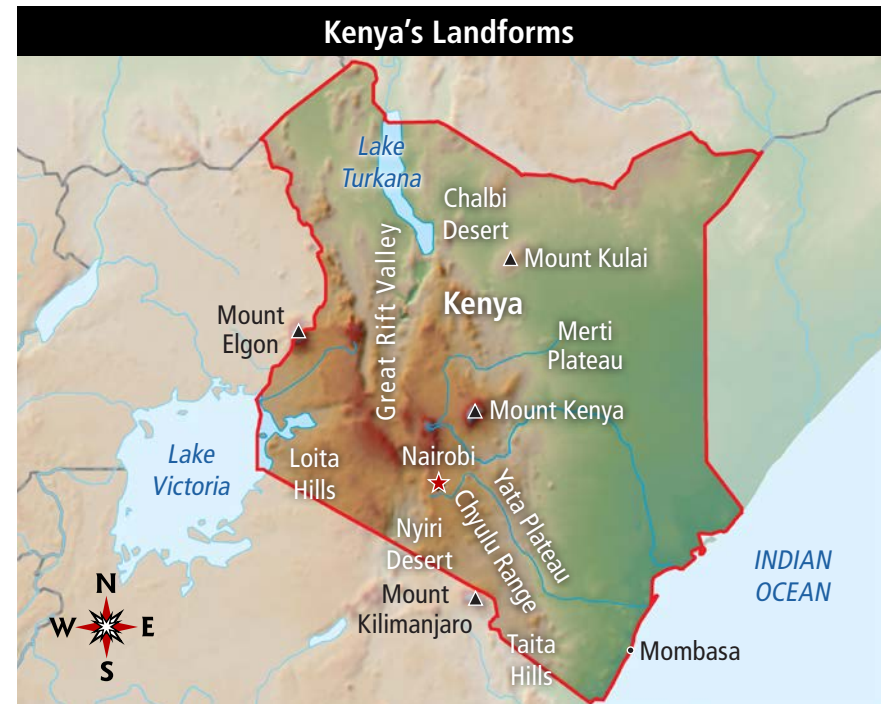 Kenya's Landforms
Lake
Turkana
Chalbi
Desert
Mount Kulai
Great Rift Valley
Kenya
Mount
Elgon
Merti
Plateau
Mount Kenya
Lake
Victoria
Loita
Hills
Nairobi
Yata Plateau
Chyulu Range
Nyiri
Desert
INDIAN
OCEAN
Mount
Kilimanjaro
Taita
Hills
Mombasa
N
W E
S